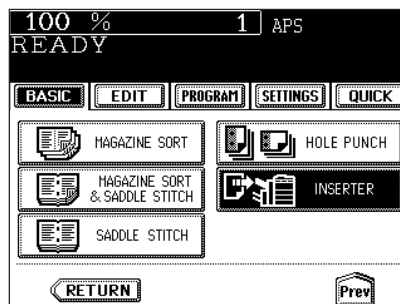 100 % 1 APS
READY
BASIC EDIT PROGRAM SETTINGS QUICK
MAGAZINE SORT
HOLE PUNCH
MAGAZINE SORT
& SADDLE STITCH
INSERTER
SADDLE STITCH
RETURN
Prev